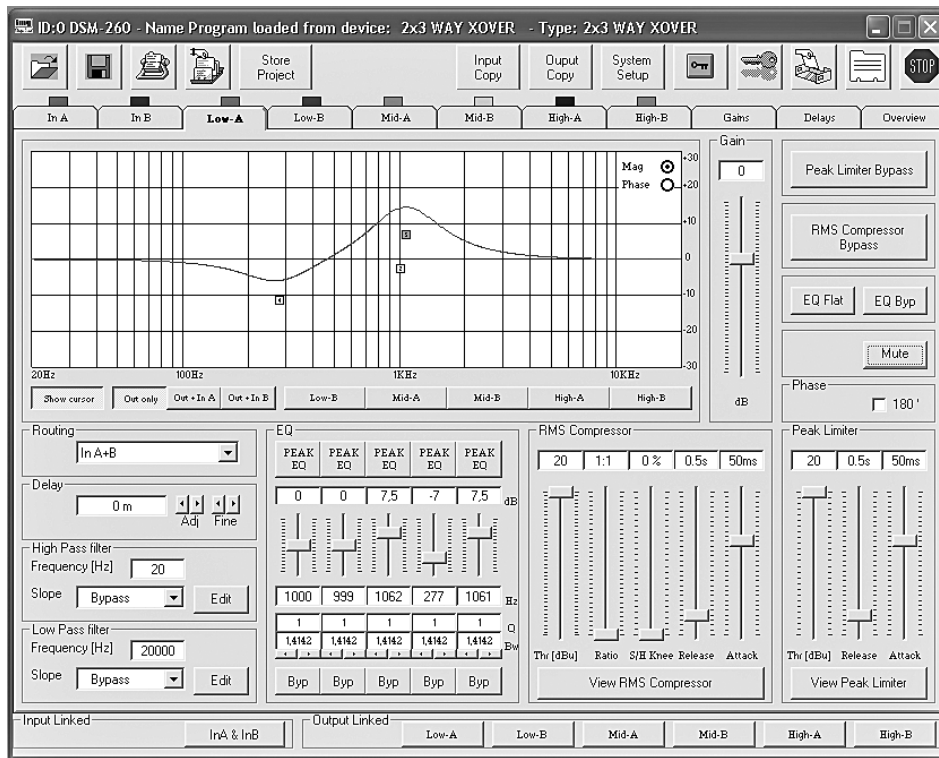 ID:0 DSM-260 - Name Program loaded from device: 2x3 WAY XOVER - Type: 2x3 WAY XOVER
Store Project
Input Copy
Ouput Copy
System Setup
STOP
In A In B Low-A Low-B Mid-A Mid-B High-A High-B Gains Delays Overview
Mag
Phase
+30
+20
+10
0
-10
-20
-30
5
2
4
20Hz 100Hz 1KHz 10KHz
Show cursor Out only Out + In A Out + In B Low-B Mid-A Mid-B High-A High-B
Gain
0
dB
Peak Limiter Bypass
RMS Compressor Bypass
EQ Flat EQ Byp
Mute
Phase
180 '
Routing
In A+B
Delay
0 m
Adj Fine
High Pass filter
Frequency [Hz] 20
Slope Bypass Edit
Low Pass filter
Frequency [Hz] 20000
Slope Bypass Edit
EQ
PEAK EQ PEAK EQ PEAK EQ PEAK EQ PEAK EQ
0 0 7,5 -7 7,5 dB
1000 999 1062 277 1061 Hz
1 1 1 1 1 Q
1,4142 1,4142 1,4142 1,4142 1,4142 Bw
Byp Byp Byp Byp Byp
RMS Compressor
20 1:1 0 % 0.5s 50ms
Thr [dBu] Ratio S/H Knee Release Attack
View RMS Compressor
Peak Limiter
20 0.5s 50ms
Thr [dBu] Release Attack
View Peak Limiter
Input Linked
InA & InB
Output Linked
Low-A Low-B Mid-A Mid-B High-A High-B